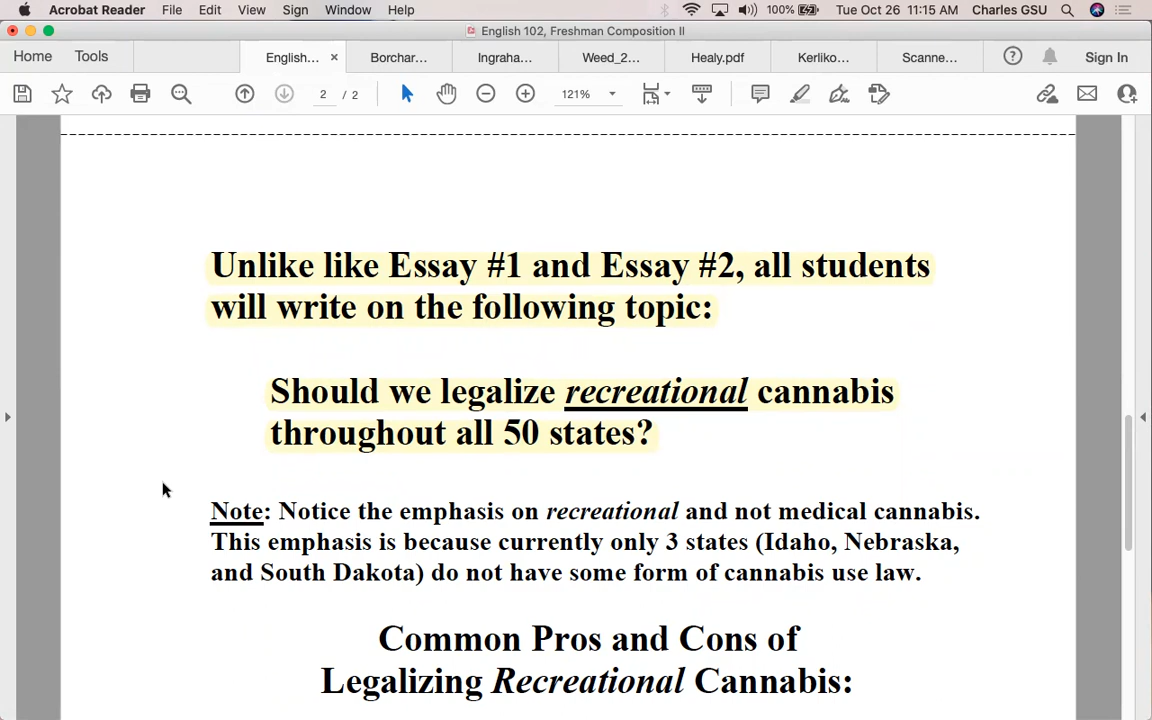 Acrobat Reader File Edit View Sign Window Help 100% Tue Oct 26 11:15 AM Charles GSU
English 102, Freshman Composition II
Home Tools English... × Borchar... Ingraha... Weed_2... Healy.pdf Kerliko... Scanne... Sign In
2 / 2 121%
Unlike like Essay #1 and Essay #2, all students
will write on the following topic:
Should we legalize recreational cannabis
throughout all 50 states?
Note: Notice the emphasis on recreational and not medical cannabis.
This emphasis is because currently only 3 states (Idaho, Nebraska,
and South Dakota) do not have some form of cannabis use law.
Common Pros and Cons of
Legalizing Recreational Cannabis: